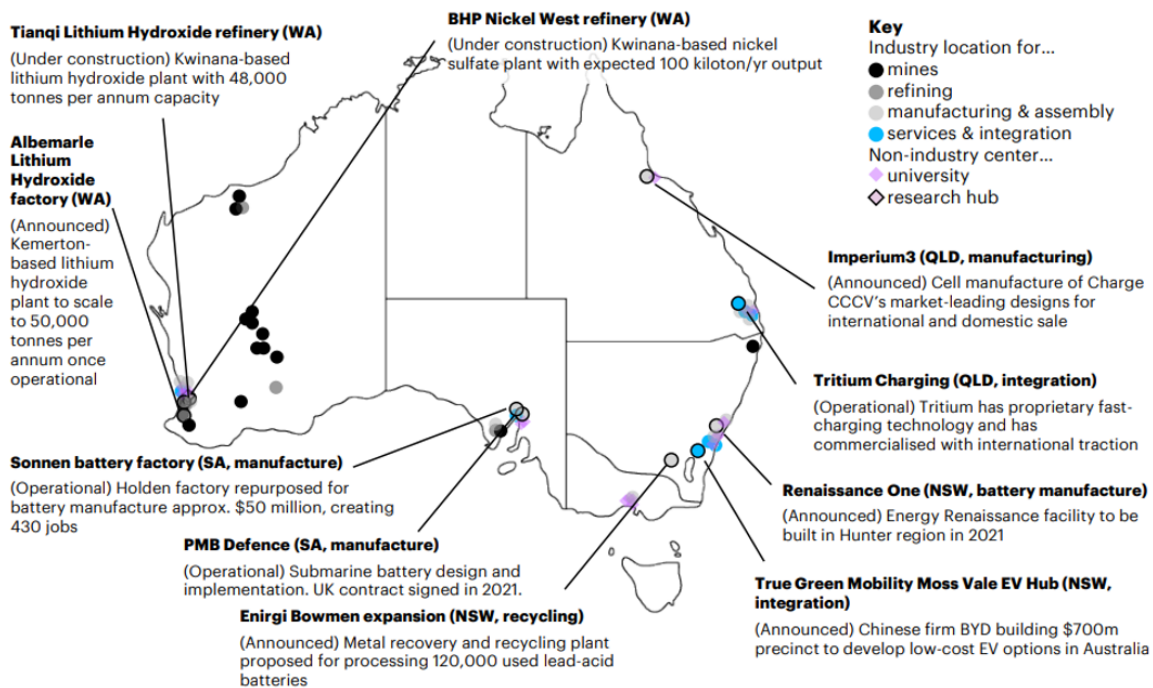 Tianqi Lithium Hydroxide refinery (WA)
(Under construction) Kwinana-based
lithium hydroxide plant with 48,000
tonnes per annum capacity
BHP Nickel West refinery (WA)
(Under construction) Kwinana-based nickel
sulfate plant with expected 100 kiloton/yr output
Key
Industry location for...
mines
refining
manufacturing & assembly
services & integration
Non-industry center...
university
research hub
Albemarle
Lithium
Hydroxide
factory (WA)
(Announced)
Kemerton-
based lithium
hydroxide
plant to scale
to 50,000
tonnes per
annum once
operational
Imperium3 (QLD, manufacturing)
(Announced) Cell manufacture of Charge
CCCV's market-leading designs for
international and domestic sale
Tritium Charging (QLD, integration)
(Operational) Tritium has proprietary fast-
charging technology and has
commercialised with international traction
Sonnen battery factory (SA, manufacture)
(Operational) Holden factory repurposed for
battery manufacture approx. $50 million, creating
430 jobs
Renaissance One (NSW, battery manufacture)
(Announced) Energy Renaissance facility to be
built in Hunter region in 2021
PMB Defence (SA, manufacture)
(Operational) Submarine battery design and
implementation. UK contract signed in 2021.
True Green Mobility Moss Vale EV Hub (NSW,
integration)
(Announced) Chinese firm BYD building $700m
precinct to develop low-cost EV options in Australia
Enirgi Bowmen expansion (NSW, recycling)
(Announced) Metal recovery and recycling plant
proposed for processing 120,000 used lead-acid
batteries